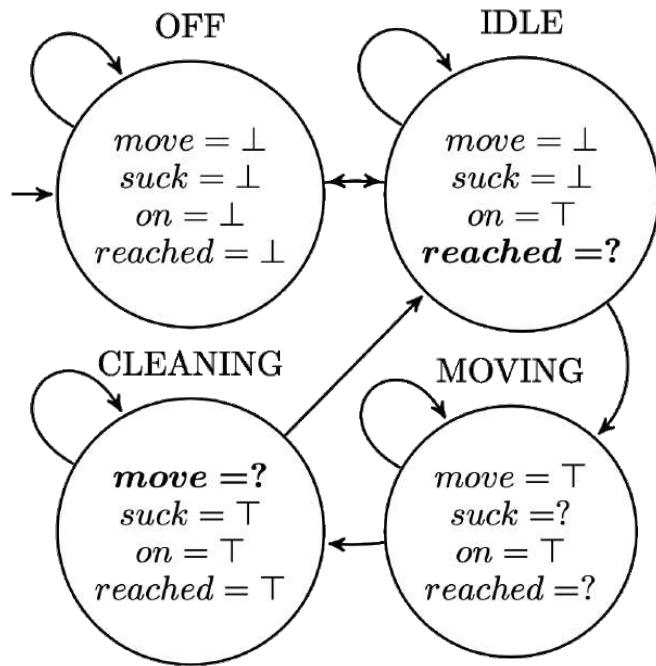 OFF
move = ⊥
suck = ⊥
on = ⊥
reached = ⊥
IDLE
move = ⊥
suck = ⊥
on = ⊤
reached =?
CLEANING
move =?
suck = ⊤
on = ⊤
reached = ⊤
MOVING
move = ⊤
suck =?
on = ⊤
reached =?